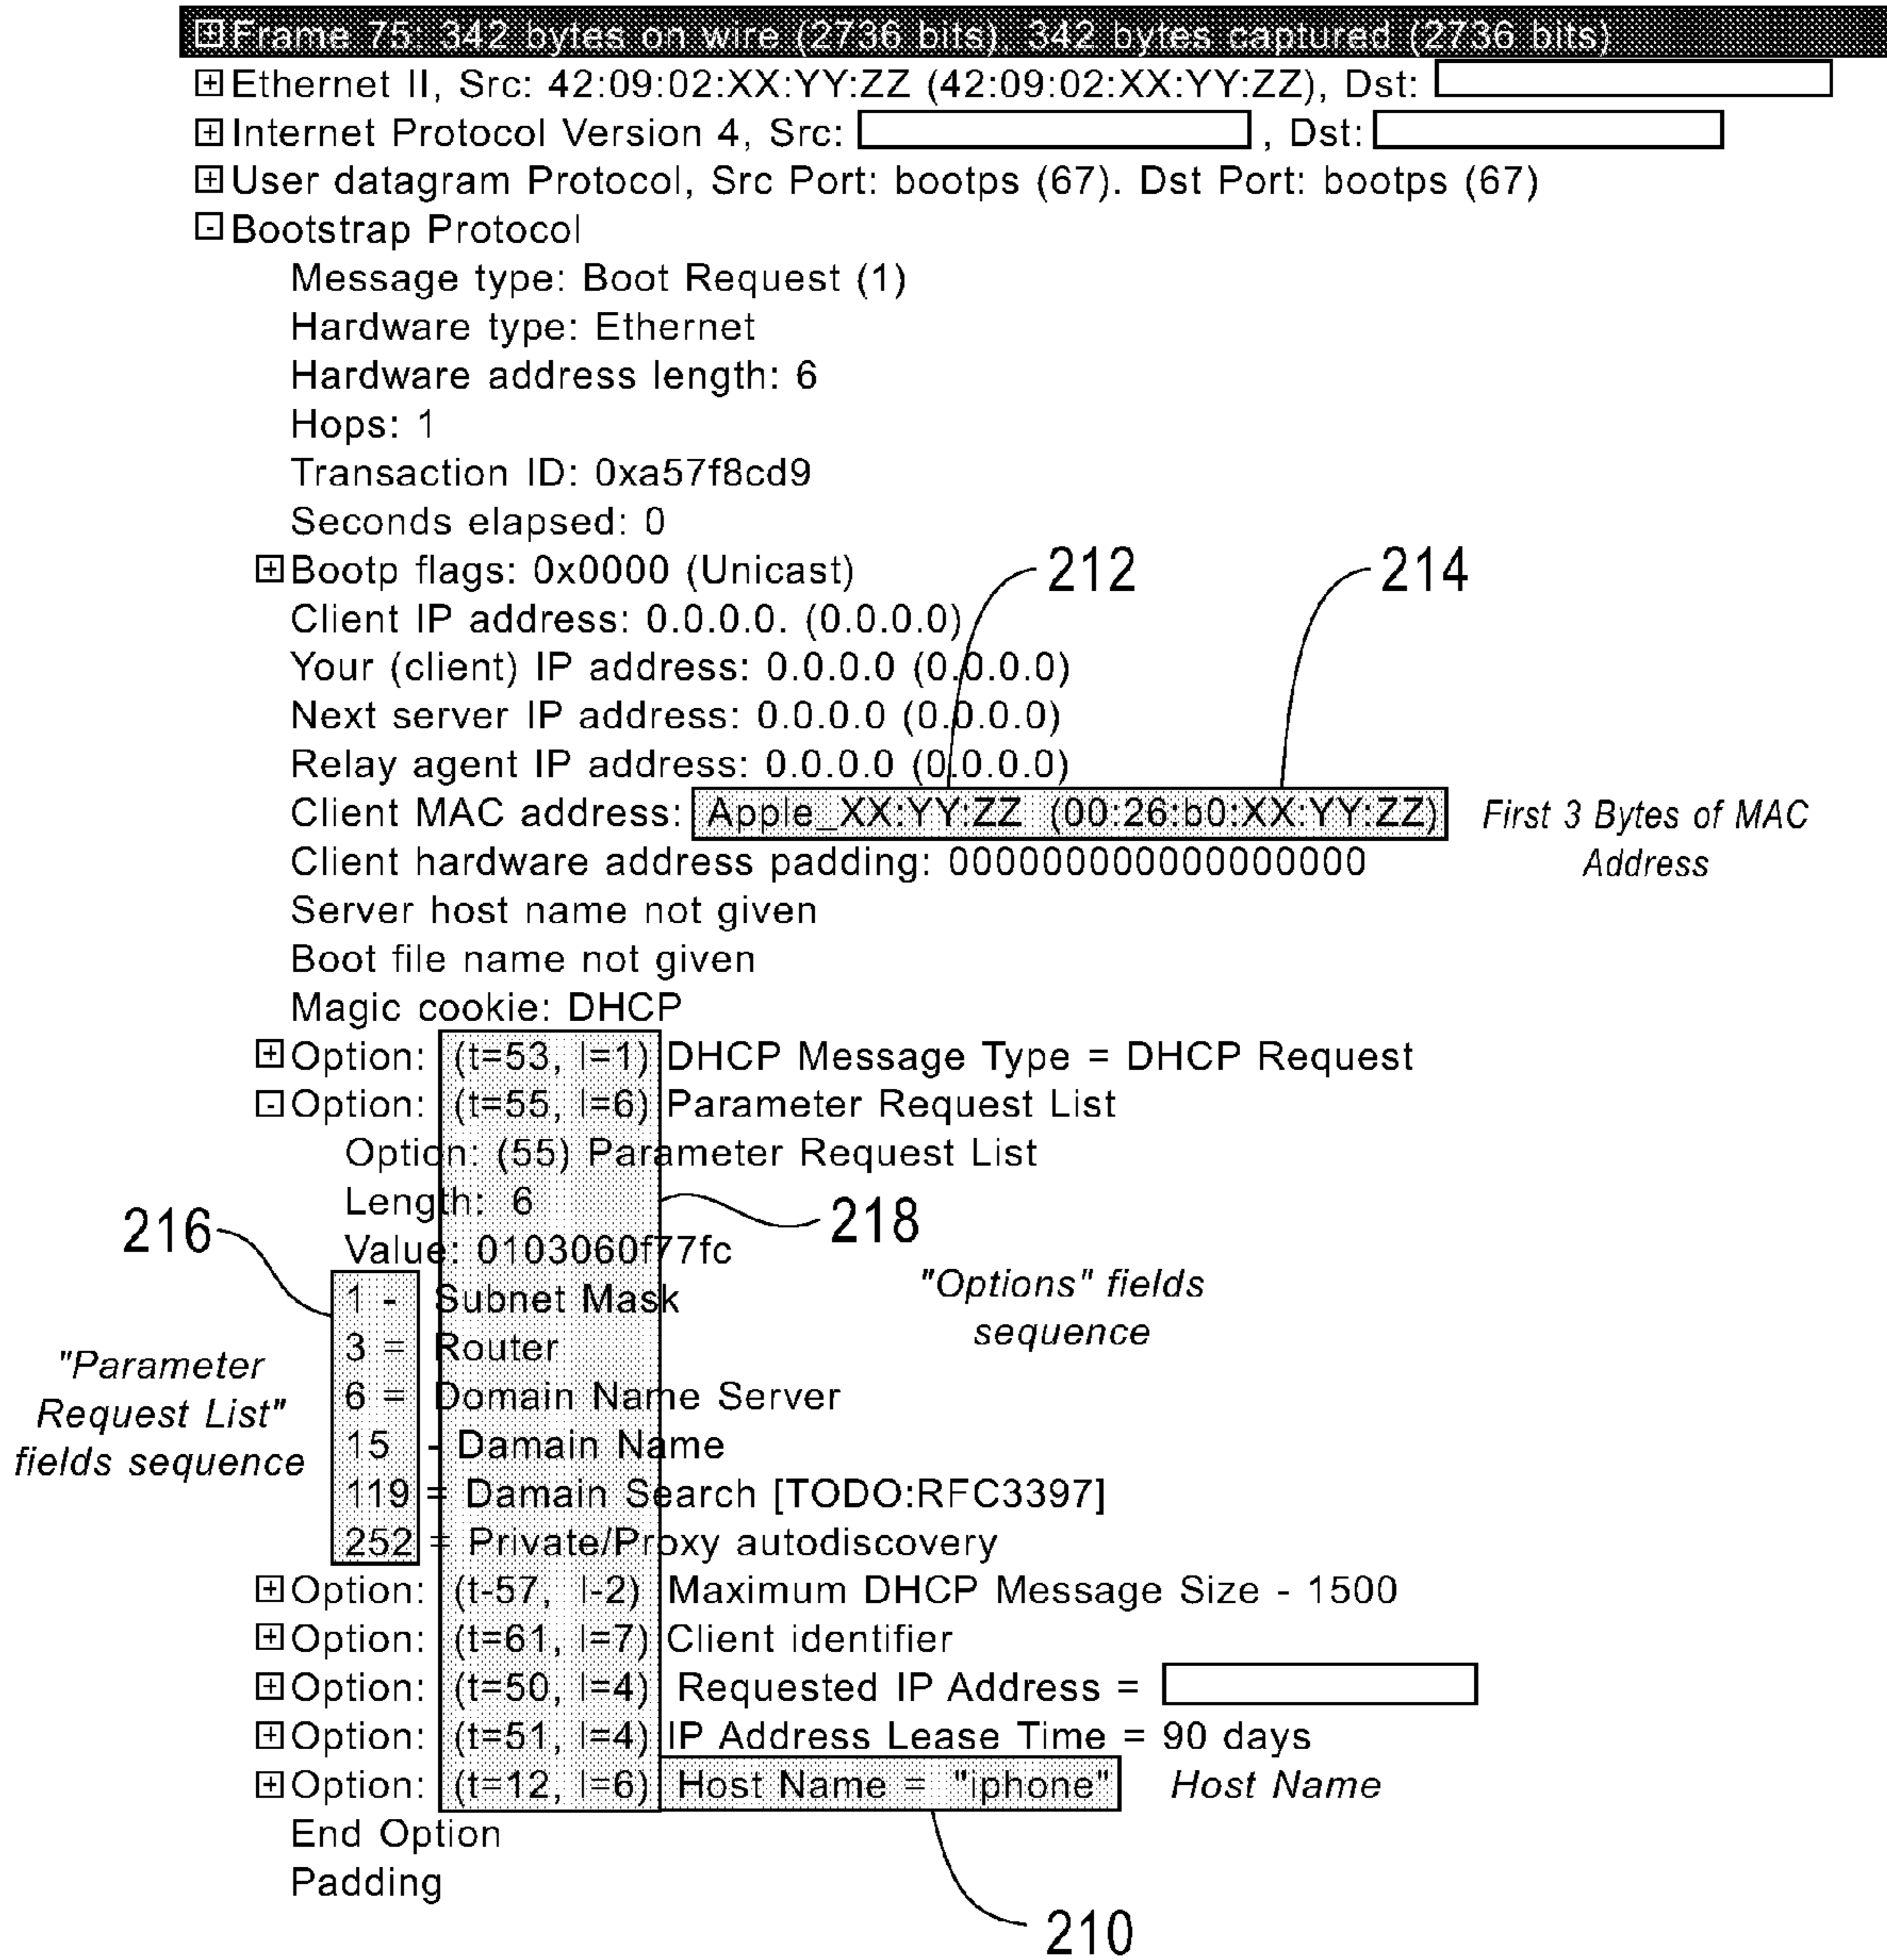 Frame 75: 342 bytes on wire (2736 bits), 342 bytes captured (2736 bits)
Ethernet II, Src: 42:09:02:XX:YY:ZZ (42:09:02:XX:YY:ZZ), Dst:
Internet Protocol Version 4, Src: , Dst:
User datagram Protocol, Src Port: bootps (67). Dst Port: bootps (67)
Bootstrap Protocol
Message type: Boot Request (1)
Hardware type: Ethernet
Hardware address length: 6
Hops: 1
Transaction ID: 0xa57f8cd9
Seconds elapsed: 0
Bootp flags: 0x0000 (Unicast) 212 214
Client IP address: 0.0.0.0. (0.0.0.0)
Your (client) IP address: 0.0.0.0 (0.0.0.0)
Next server IP address: 0.0.0.0 (0.0.0.0)
Relay agent IP address: 0.0.0.0 (0.0.0.0)
Client MAC address: Apple_XX:YY:ZZ (00:26:b0:XX:YY:ZZ) First 3 Bytes of MAC
Address
Client hardware address padding: 00000000000000000000
Server host name not given
Boot file name not given
Magic cookie: DHCP
Option: (t=53, l=1) DHCP Message Type = DHCP Request
Option: (t=55, l=6) Parameter Request List
Option: (55) Parameter Request List
Length: 6
216 218
Value: 0103060f77fc
"Options" fields
sequence
1 - Subnet Mask
3 = Router
"Parameter
Request List"
fields sequence
6 = Domain Name Server
15 - Damain Name
119 = Damain Search [TODO:RFC3397]
252 = Private/Proxy autodiscovery
Option: (t-57, l-2) Maximum DHCP Message Size - 1500
Option: (t=61, l=7) Client identifier
Option: (t=50, l=4) Requested IP Address =
Option: (t=51, l=4) IP Address Lease Time = 90 days
Option: (t=12, l=6) Host Name = "iphone" Host Name
End Option
Padding
210